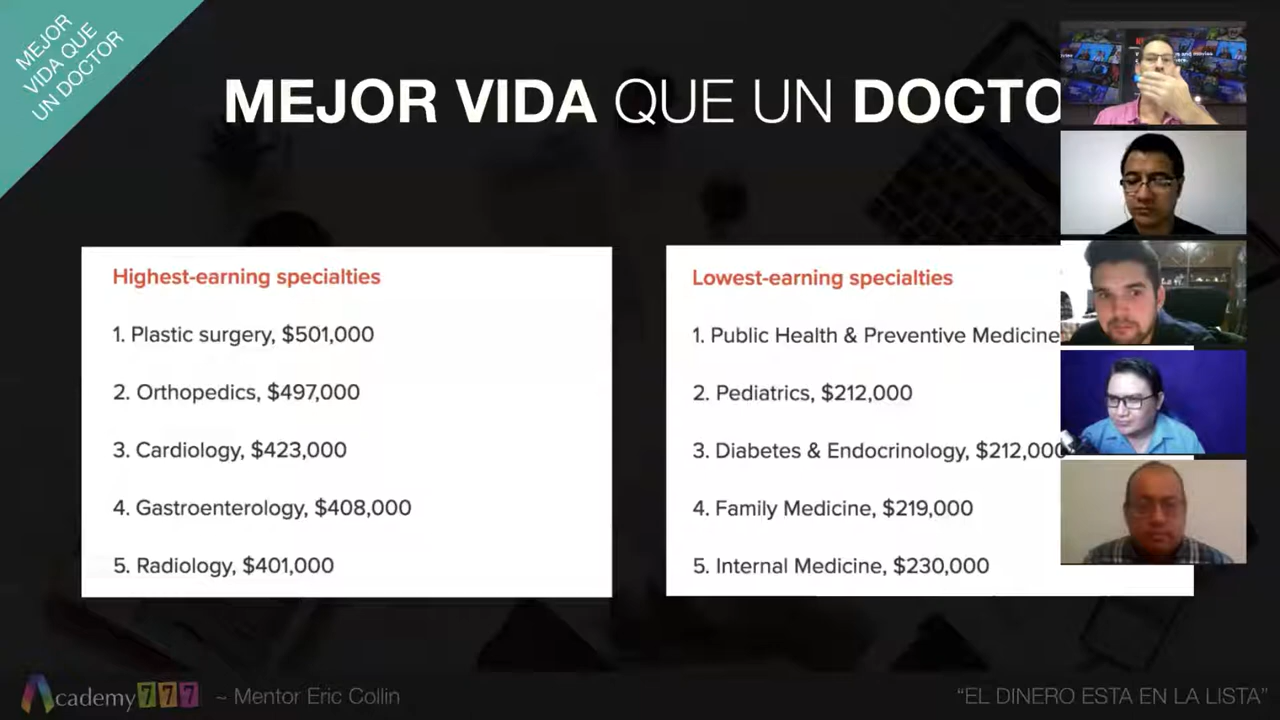 MEJOR
VIDA QUE
UN DOCTOR
MEJOR VIDA QUE UN DOCTO
Highest-earning specialties
1. Plastic surgery, $501,000
2. Orthopedics, $497,000
3. Cardiology, $423,000
4. Gastroenterology, $408,000
5. Radiology, $401,000
Lowest-earning specialties
1. Public Health & Preventive Medicine
2. Pediatrics, $212,000
3. Diabetes & Endocrinology, $212,000
4. Family Medicine, $219,000
5. Internal Medicine, $230,000
Academy777 ~ Mentor Eric Collin
“EL DINERO ESTA EN LA LISTA”